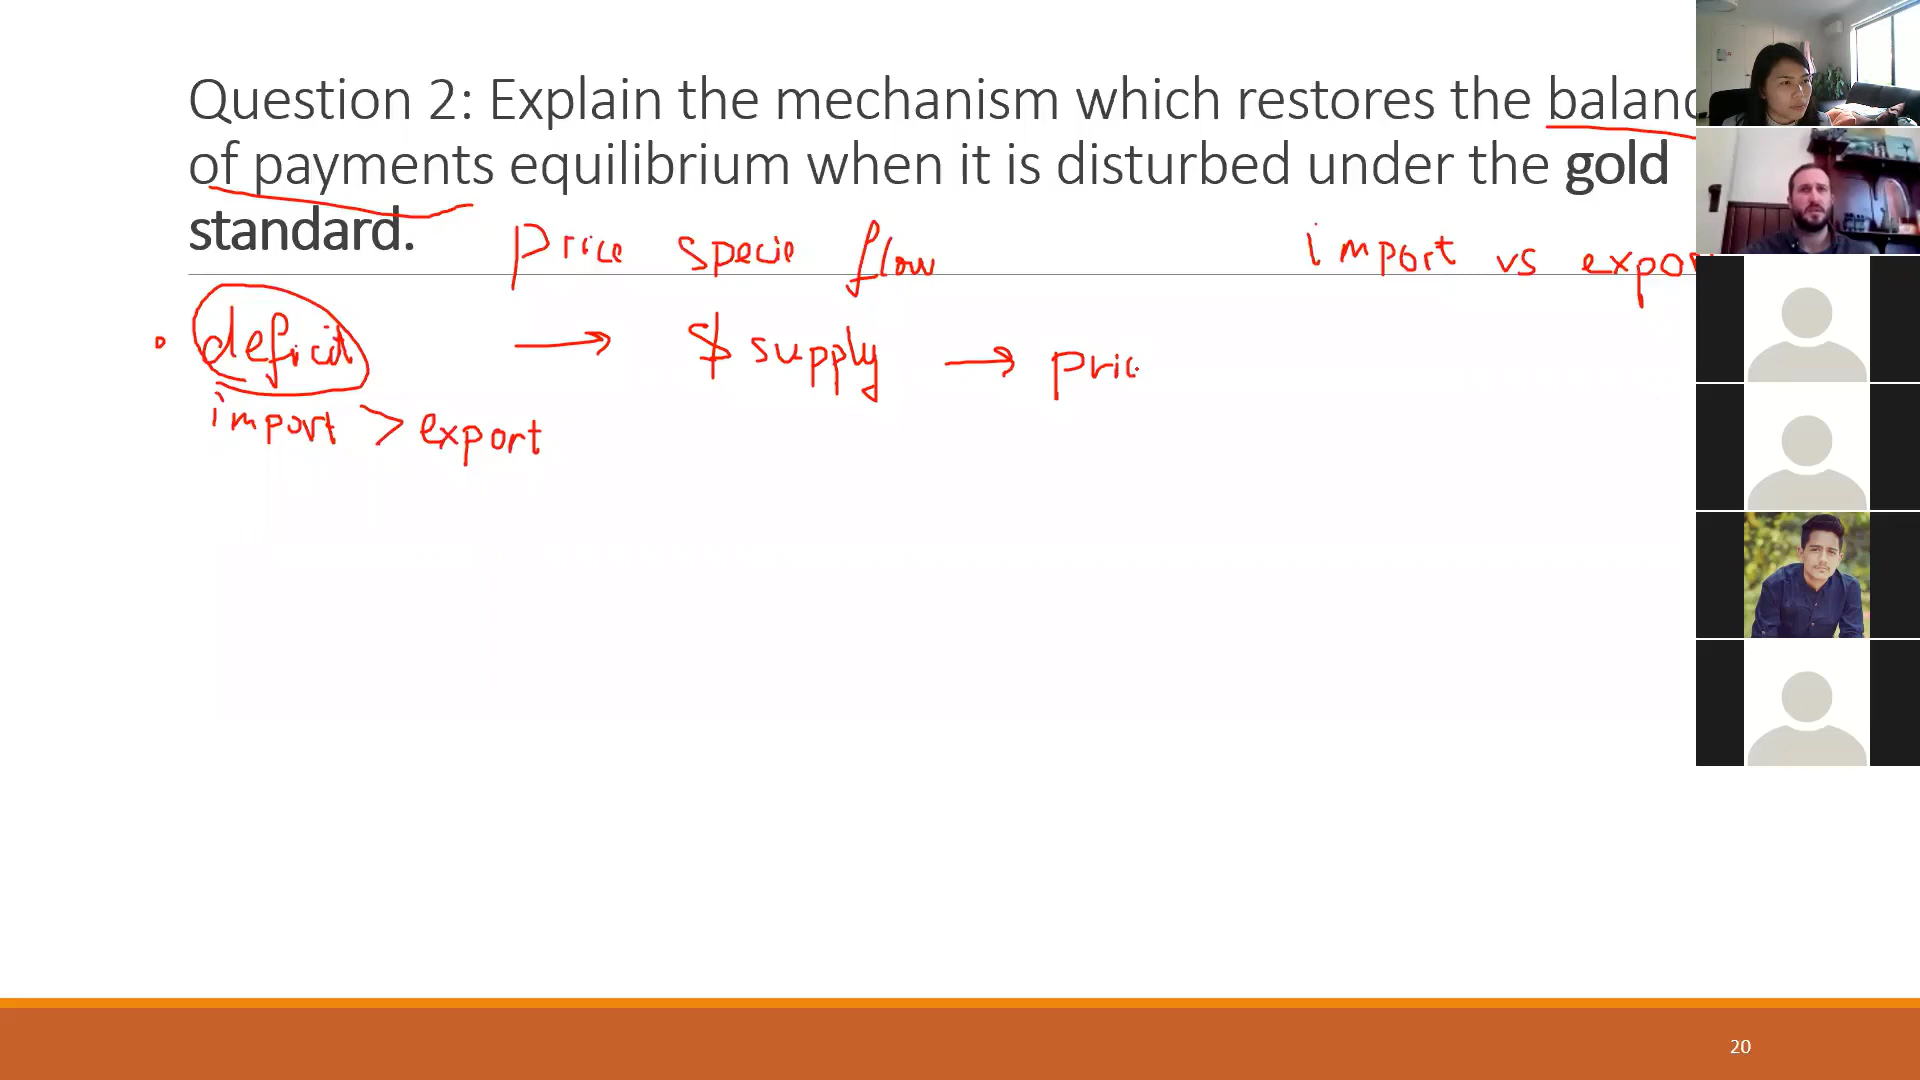 Question 2: Explain the mechanism which restores the balanc
of payments equilibrium when it is disturbed under the gold
standard.
price specie flow
import vs expor
deficit → $ supply → pric
import > export
20